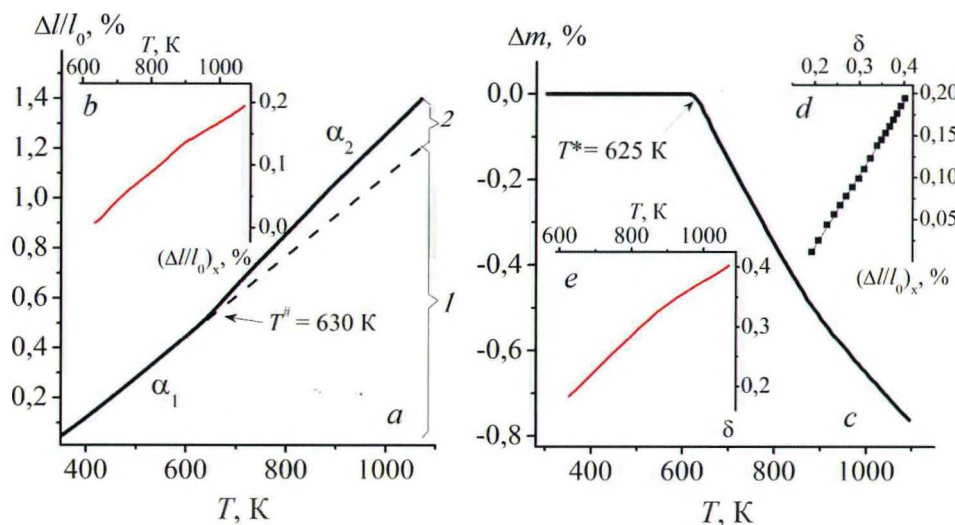 Δl/l₀, %
T, K
600 800 1000
b
0,2
0,1
0,0
(Δl/l₀)ₓ, %
1,4
1,2
1,0
0,8
0,6
0,4
0,2
α₂
α₁
T# = 630 K
2
1
a
400 600 800 1000
T, K
Δm, %
δ
0,2 0,3 0,4
d
0,20
0,15
0,10
0,05
(Δl/l₀)ₓ, %
0,0
-0,2
-0,4
-0,6
-0,8
T* = 625 K
T, K
600 800 1000
e
0,4
0,3
0,2
δ
c
400 600 800 1000
T, K